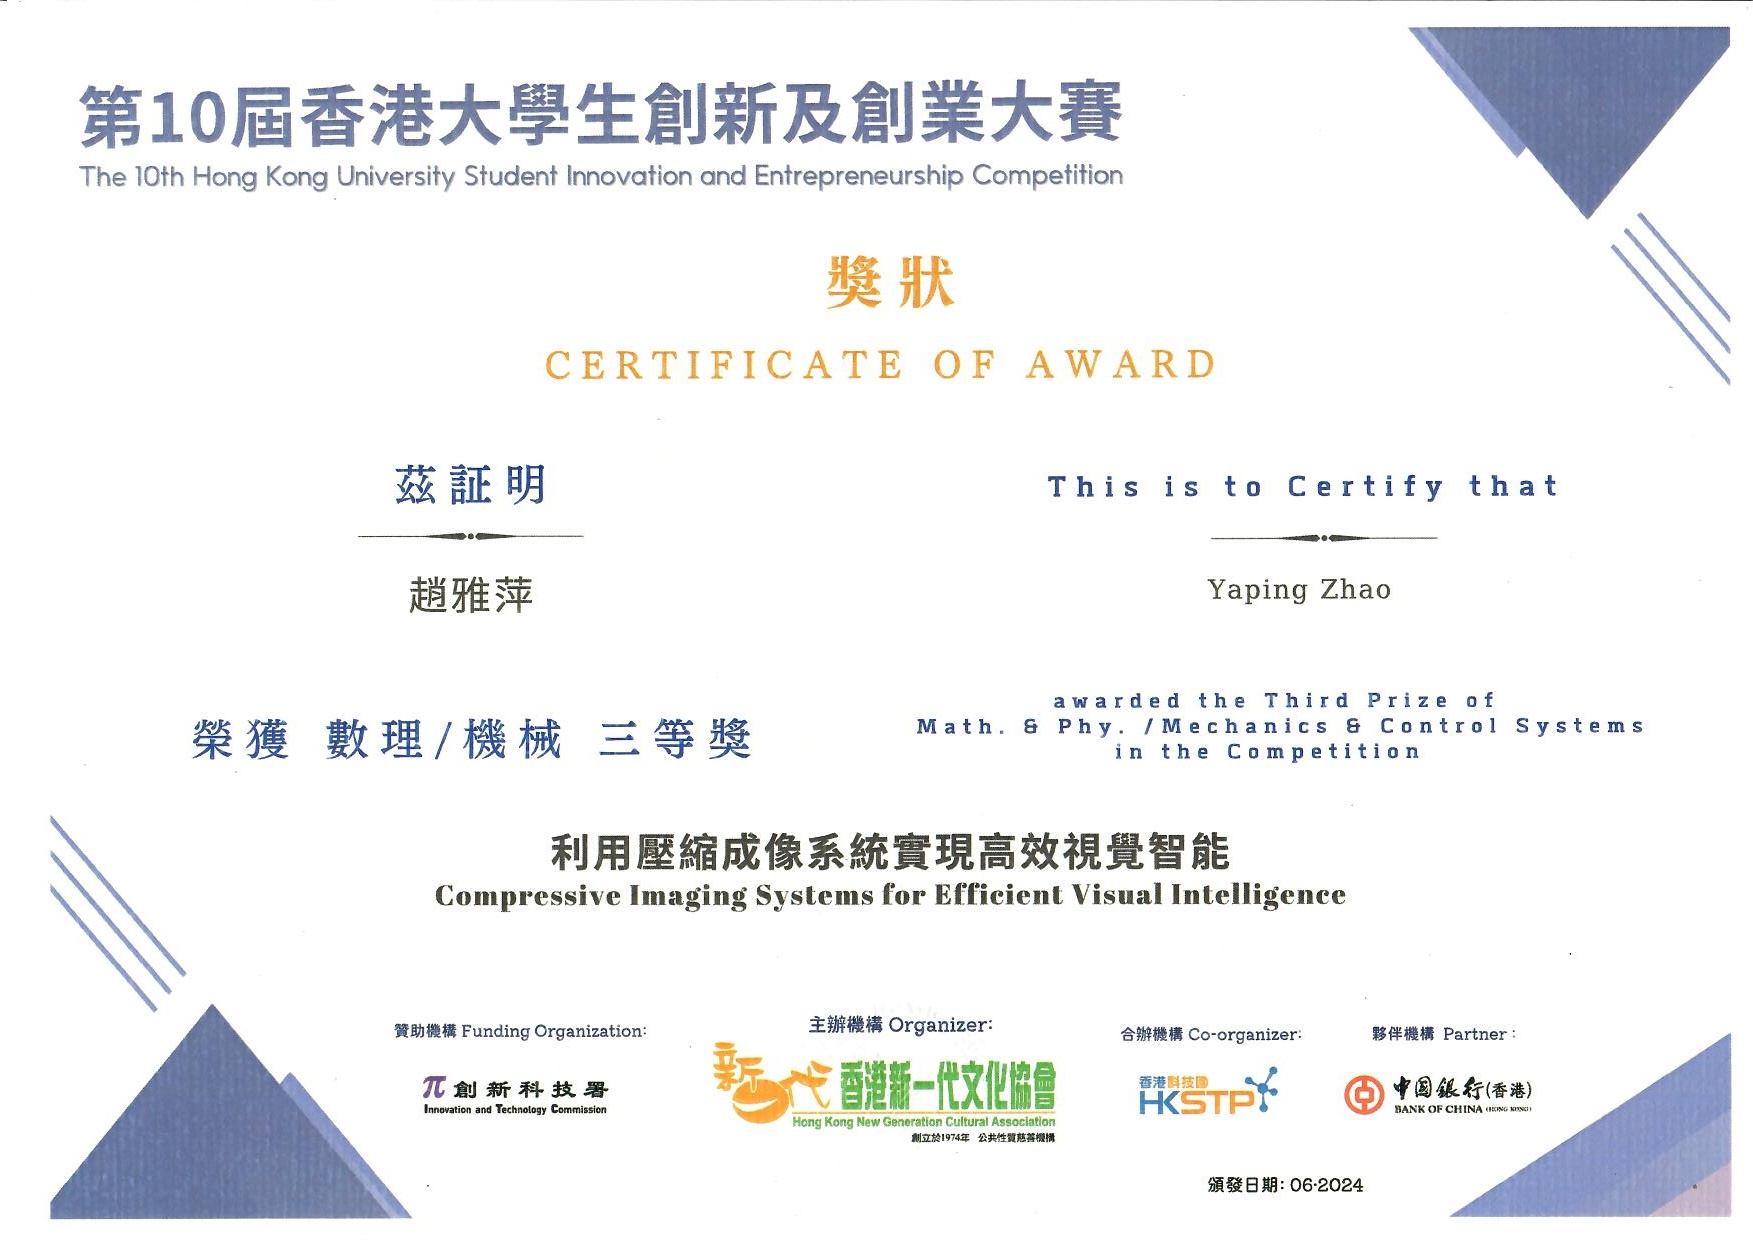 第10屆香港大學生創新及創業大賽
The 10th Hong Kong University Student Innovation and Entrepreneurship Competition
獎狀
CERTIFICATE OF AWARD
茲証明
趙雅萍
This is to Certify that
Yaping Zhao
榮獲 數理/機械 三等獎
awarded the Third Prize of
Math. & Phy. /Mechanics & Control Systems
in the Competition
利用壓縮成像系統實現高效視覺智能
Compressive Imaging Systems for Efficient Visual Intelligence
贊助機構 Funding Organization:
創新科技署
Innovation and Technology Commission
主辦機構 Organizer:
新一代 香港新一代文化協會
Hong Kong New Generation Cultural Association
創立於1974年 公共性質慈善機構
合辦機構 Co-organizer:
香港科技園
HKSTP
夥伴機構 Partner :
中國銀行(香港)
BANK OF CHINA (HONG KONG)
頒發日期: 06-2024